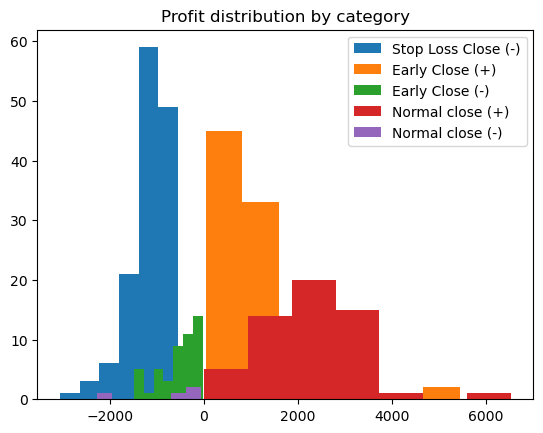 Profit distribution by category
60
50
40
30
20
10
0
Stop Loss Close (-)
Early Close (+)
Early Close (-)
Normal close (+)
Normal close (-)
−2000 0 2000 4000 6000